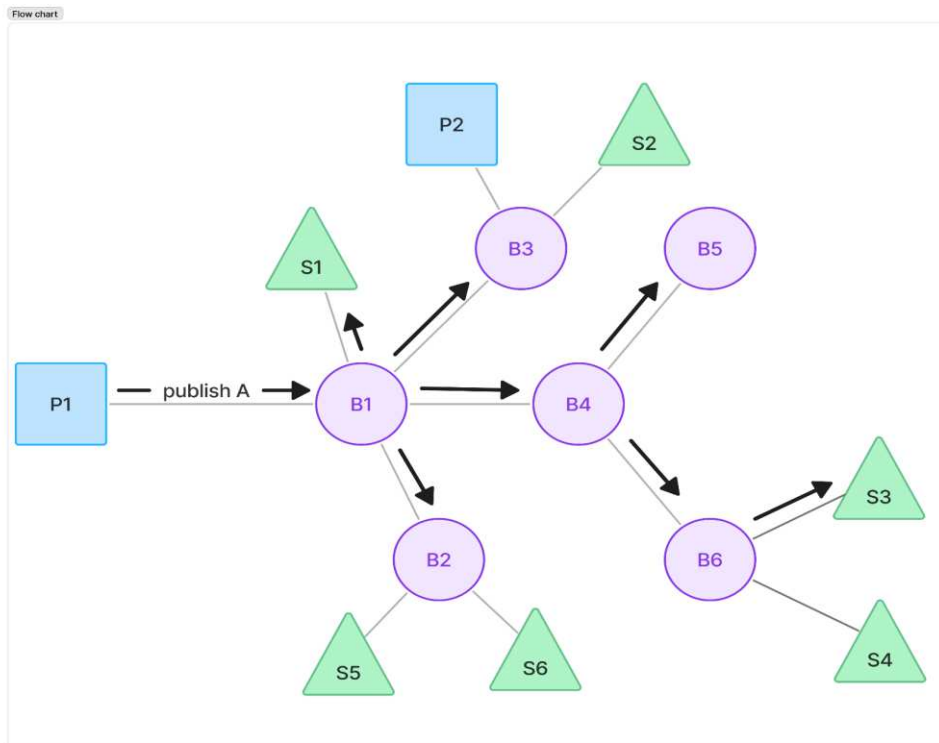 Flow chart
P2
S2
B3
B5
S1
P1
publish A
B1
B4
S3
B2
B6
S5
S6
S4